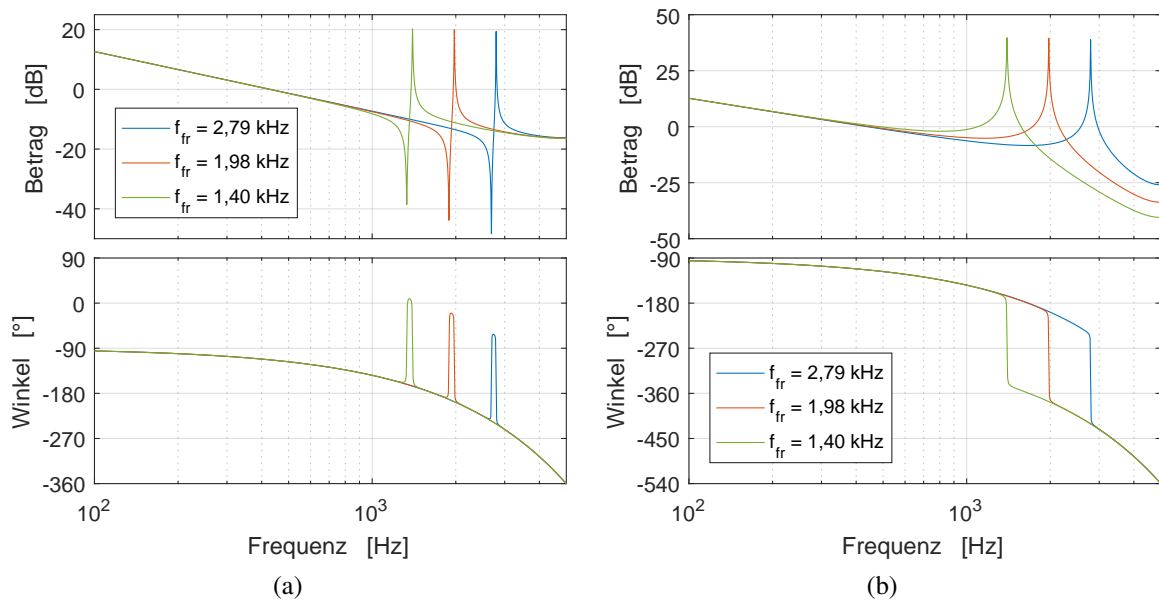 20
0
-20
-40
Betrag [dB]
f_fr = 2,79 kHz
f_fr = 1,98 kHz
f_fr = 1,40 kHz
90
0
-90
-180
-270
-360
Winkel [°]
10^2
10^3
Frequenz [Hz]
(a)
50
25
0
-25
-50
Betrag [dB]
-90
-180
-270
-360
-450
-540
Winkel [°]
f_fr = 2,79 kHz
f_fr = 1,98 kHz
f_fr = 1,40 kHz
10^2
10^3
Frequenz [Hz]
(b)